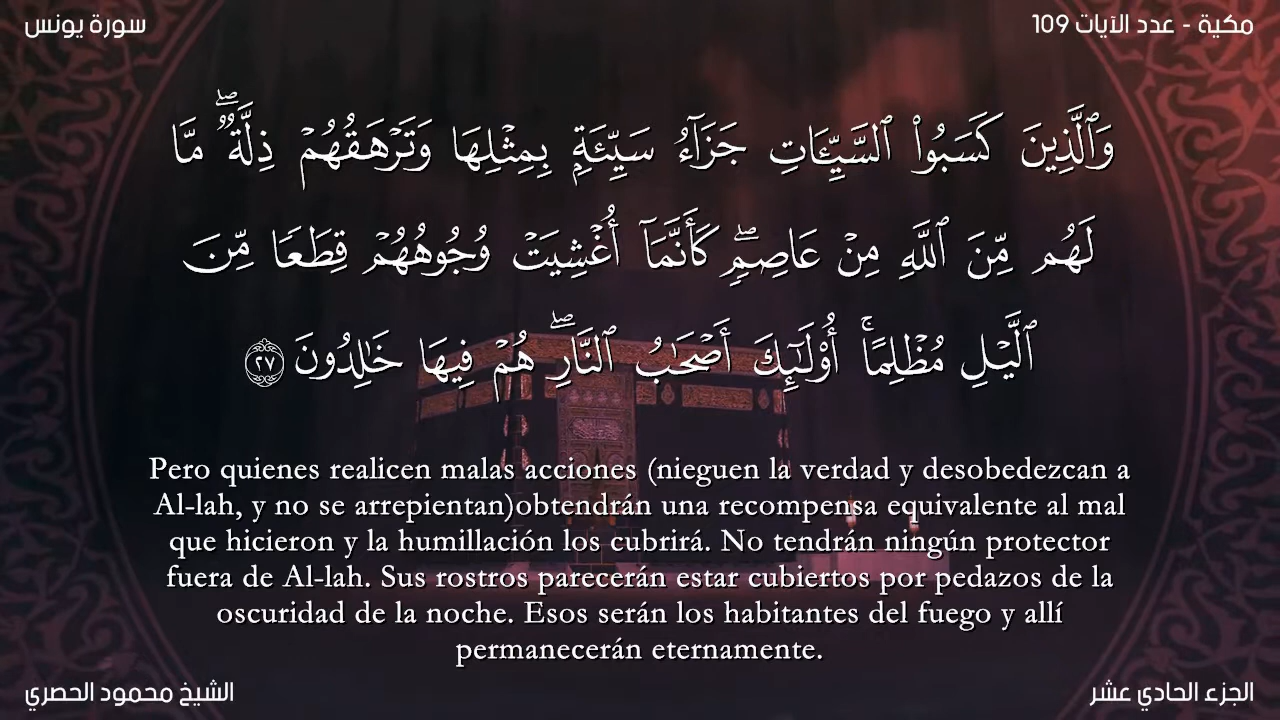 سورة يونس
مكية - عدد الآيات 109
وَٱلَّذِينَ كَسَبُوا۟ ٱلسَّيِّـَٔاتِ جَزَآءُ سَيِّئَةٍۭ بِمِثْلِهَا وَتَرْهَقُهُمْ ذِلَّةٌۭ ۖ مَّا
لَهُم مِّنَ ٱللَّهِ مِنْ عَاصِمٍۢ ۖ كَأَنَّمَآ أُغْشِيَتْ وُجُوهُهُمْ قِطَعًۭا مِّنَ
ٱلَّيْلِ مُظْلِمًا ۚ أُو۟لَـٰٓئِكَ أَصْحَـٰبُ ٱلنَّارِ ۖ هُمْ فِيهَا خَـٰلِدُونَ ٢٧
Pero quienes realicen malas acciones (nieguen la verdad y desobedezcan a
Al-lah, y no se arrepientan)obtendrán una recompensa equivalente al mal
que hicieron y la humillación los cubrirá. No tendrán ningún protector
fuera de Al-lah. Sus rostros parecerán estar cubiertos por pedazos de la
oscuridad de la noche. Esos serán los habitantes del fuego y allí
permanecerán eternamente.
الشيخ محمود الحصري
الجزء الحادي عشر